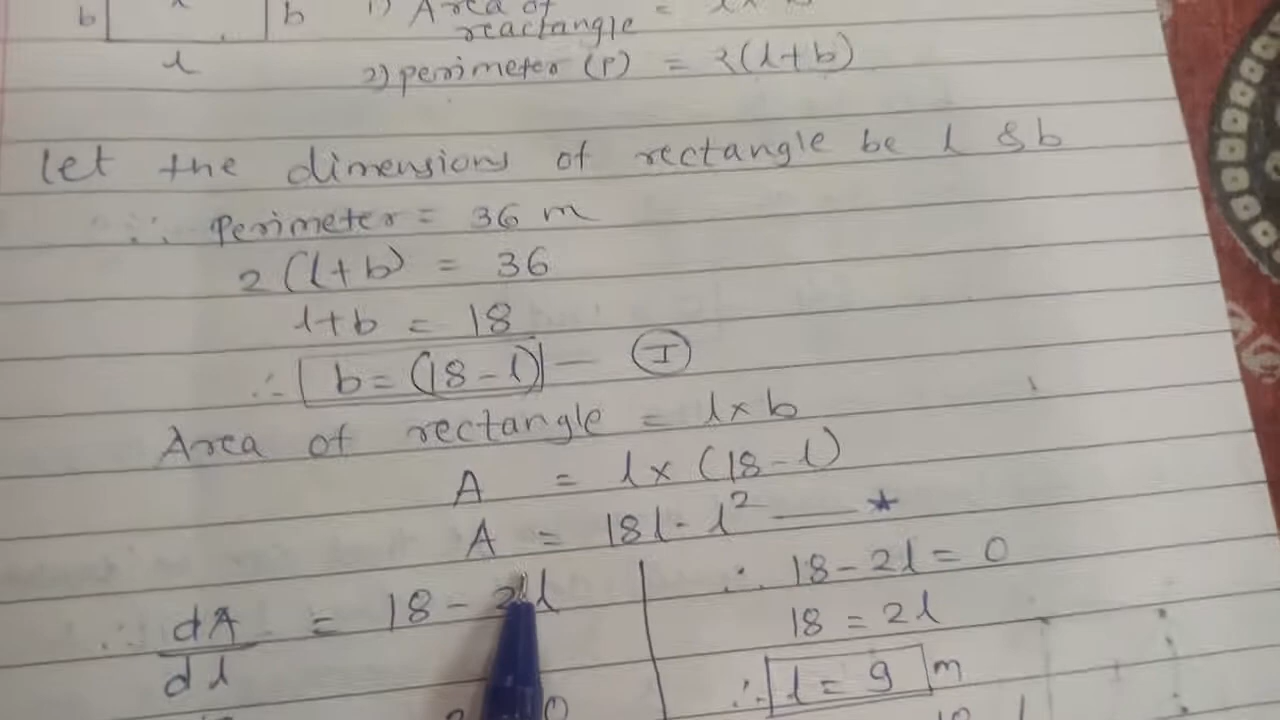 b b 1) Area of =
reactangle
l 2) perimeter (P) = 2(l+b)
Let the dimensions of rectangle be l & b
∴ perimeter = 36 m
2 (l+b) = 36
l+b = 18
∴ b = (18 - l) — I
Area of rectangle = l × b
A = l × (18 - l)
A = 18l - l² — ★
∴ dA/dl = 18 - 2l
∴ 18 - 2l = 0
18 = 2l
∴ l = 9 m